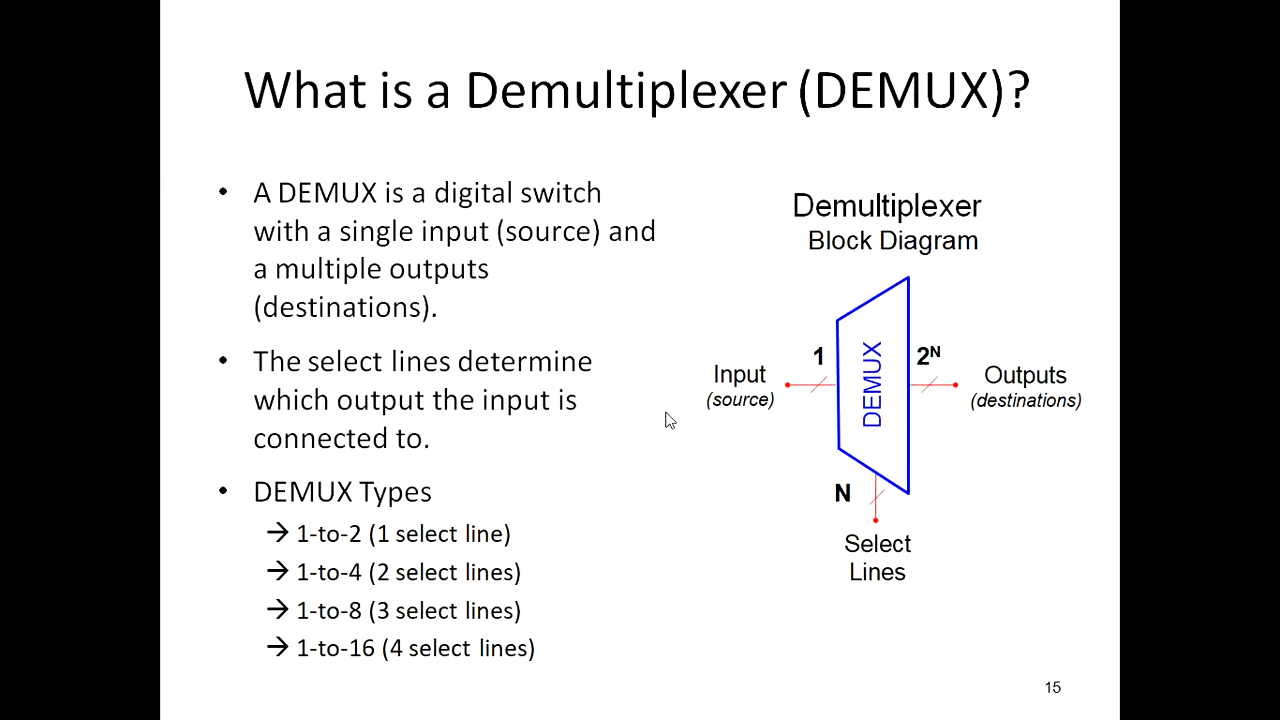 What is a Demultiplexer (DEMUX)?
• A DEMUX is a digital switch
with a single input (source) and
a multiple outputs
(destinations).
• The select lines determine
which output the input is
connected to.
• DEMUX Types
→ 1-to-2 (1 select line)
→ 1-to-4 (2 select lines)
→ 1-to-8 (3 select lines)
→ 1-to-16 (4 select lines)
Demultiplexer
Block Diagram
Input
(source)
1
DEMUX
2ᴺ
Outputs
(destinations)
N
Select
Lines
15